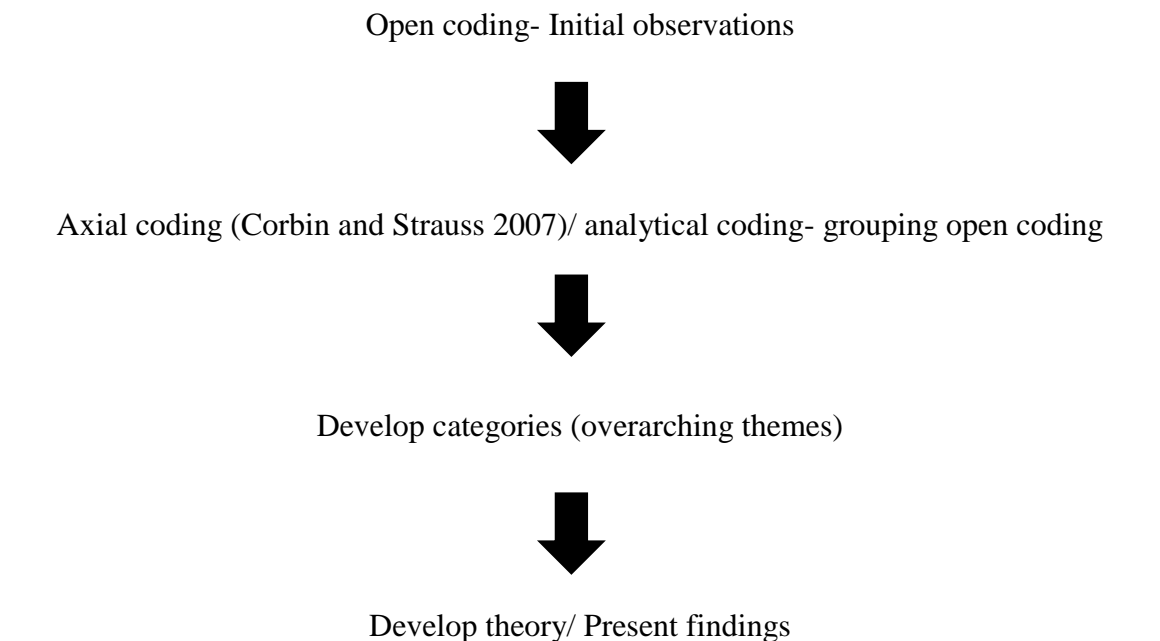 Open coding- Initial observations
Axial coding (Corbin and Strauss 2007)/ analytical coding- grouping open coding
Develop categories (overarching themes)
Develop theory/ Present findings